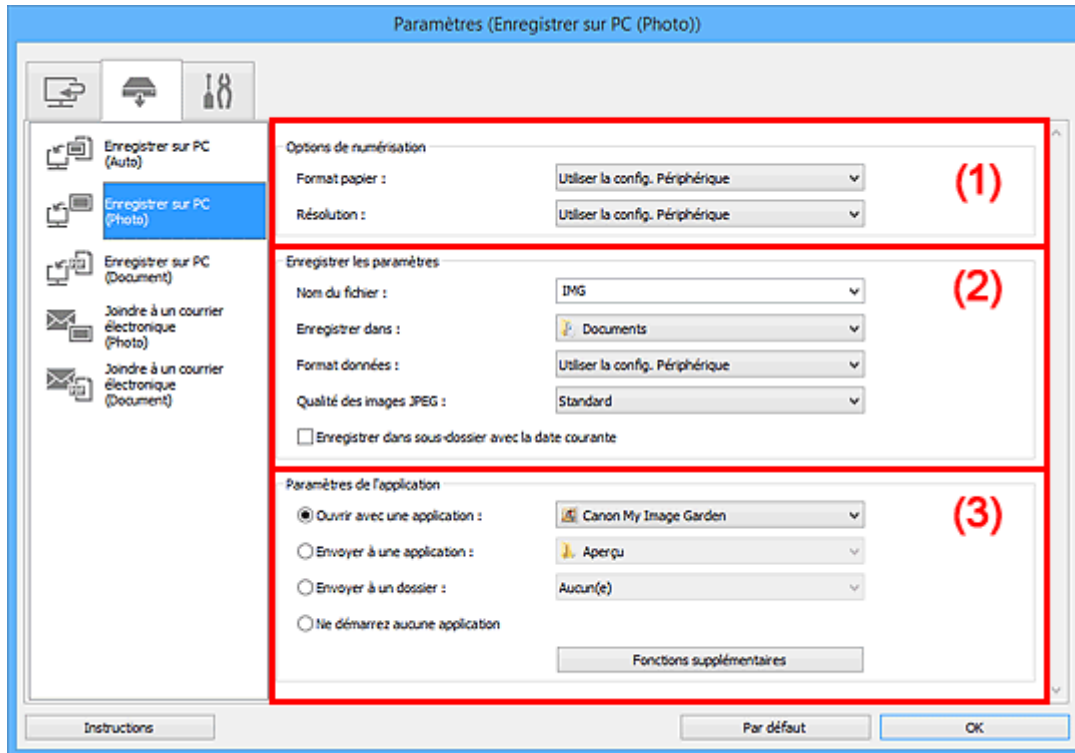 Paramètres (Enregistrer sur PC (Photo))
Enregistrer sur PC
(Auto)
Enregistrer sur PC
(Photo)
Enregistrer sur PC
(Document)
Joindre à un courrier
électronique
(Photo)
Joindre à un courrier
électronique
(Document)
Options de numérisation
(1)
Format papier : Utiliser la config. Périphérique
Résolution : Utiliser la config. Périphérique
Enregistrer les paramètres
(2)
Nom du fichier : IMG
Enregistrer dans : Documents
Format données : Utiliser la config. Périphérique
Qualité des images JPEG : Standard
Enregistrer dans sous-dossier avec la date courante
Paramètres de l'application
(3)
Ouvrir avec une application : Canon My Image Garden
Envoyer à une application : Aperçu
Envoyer à un dossier : Aucun(e)
Ne démarrez aucune application
Fonctions supplémentaires
Instructions Par défaut OK